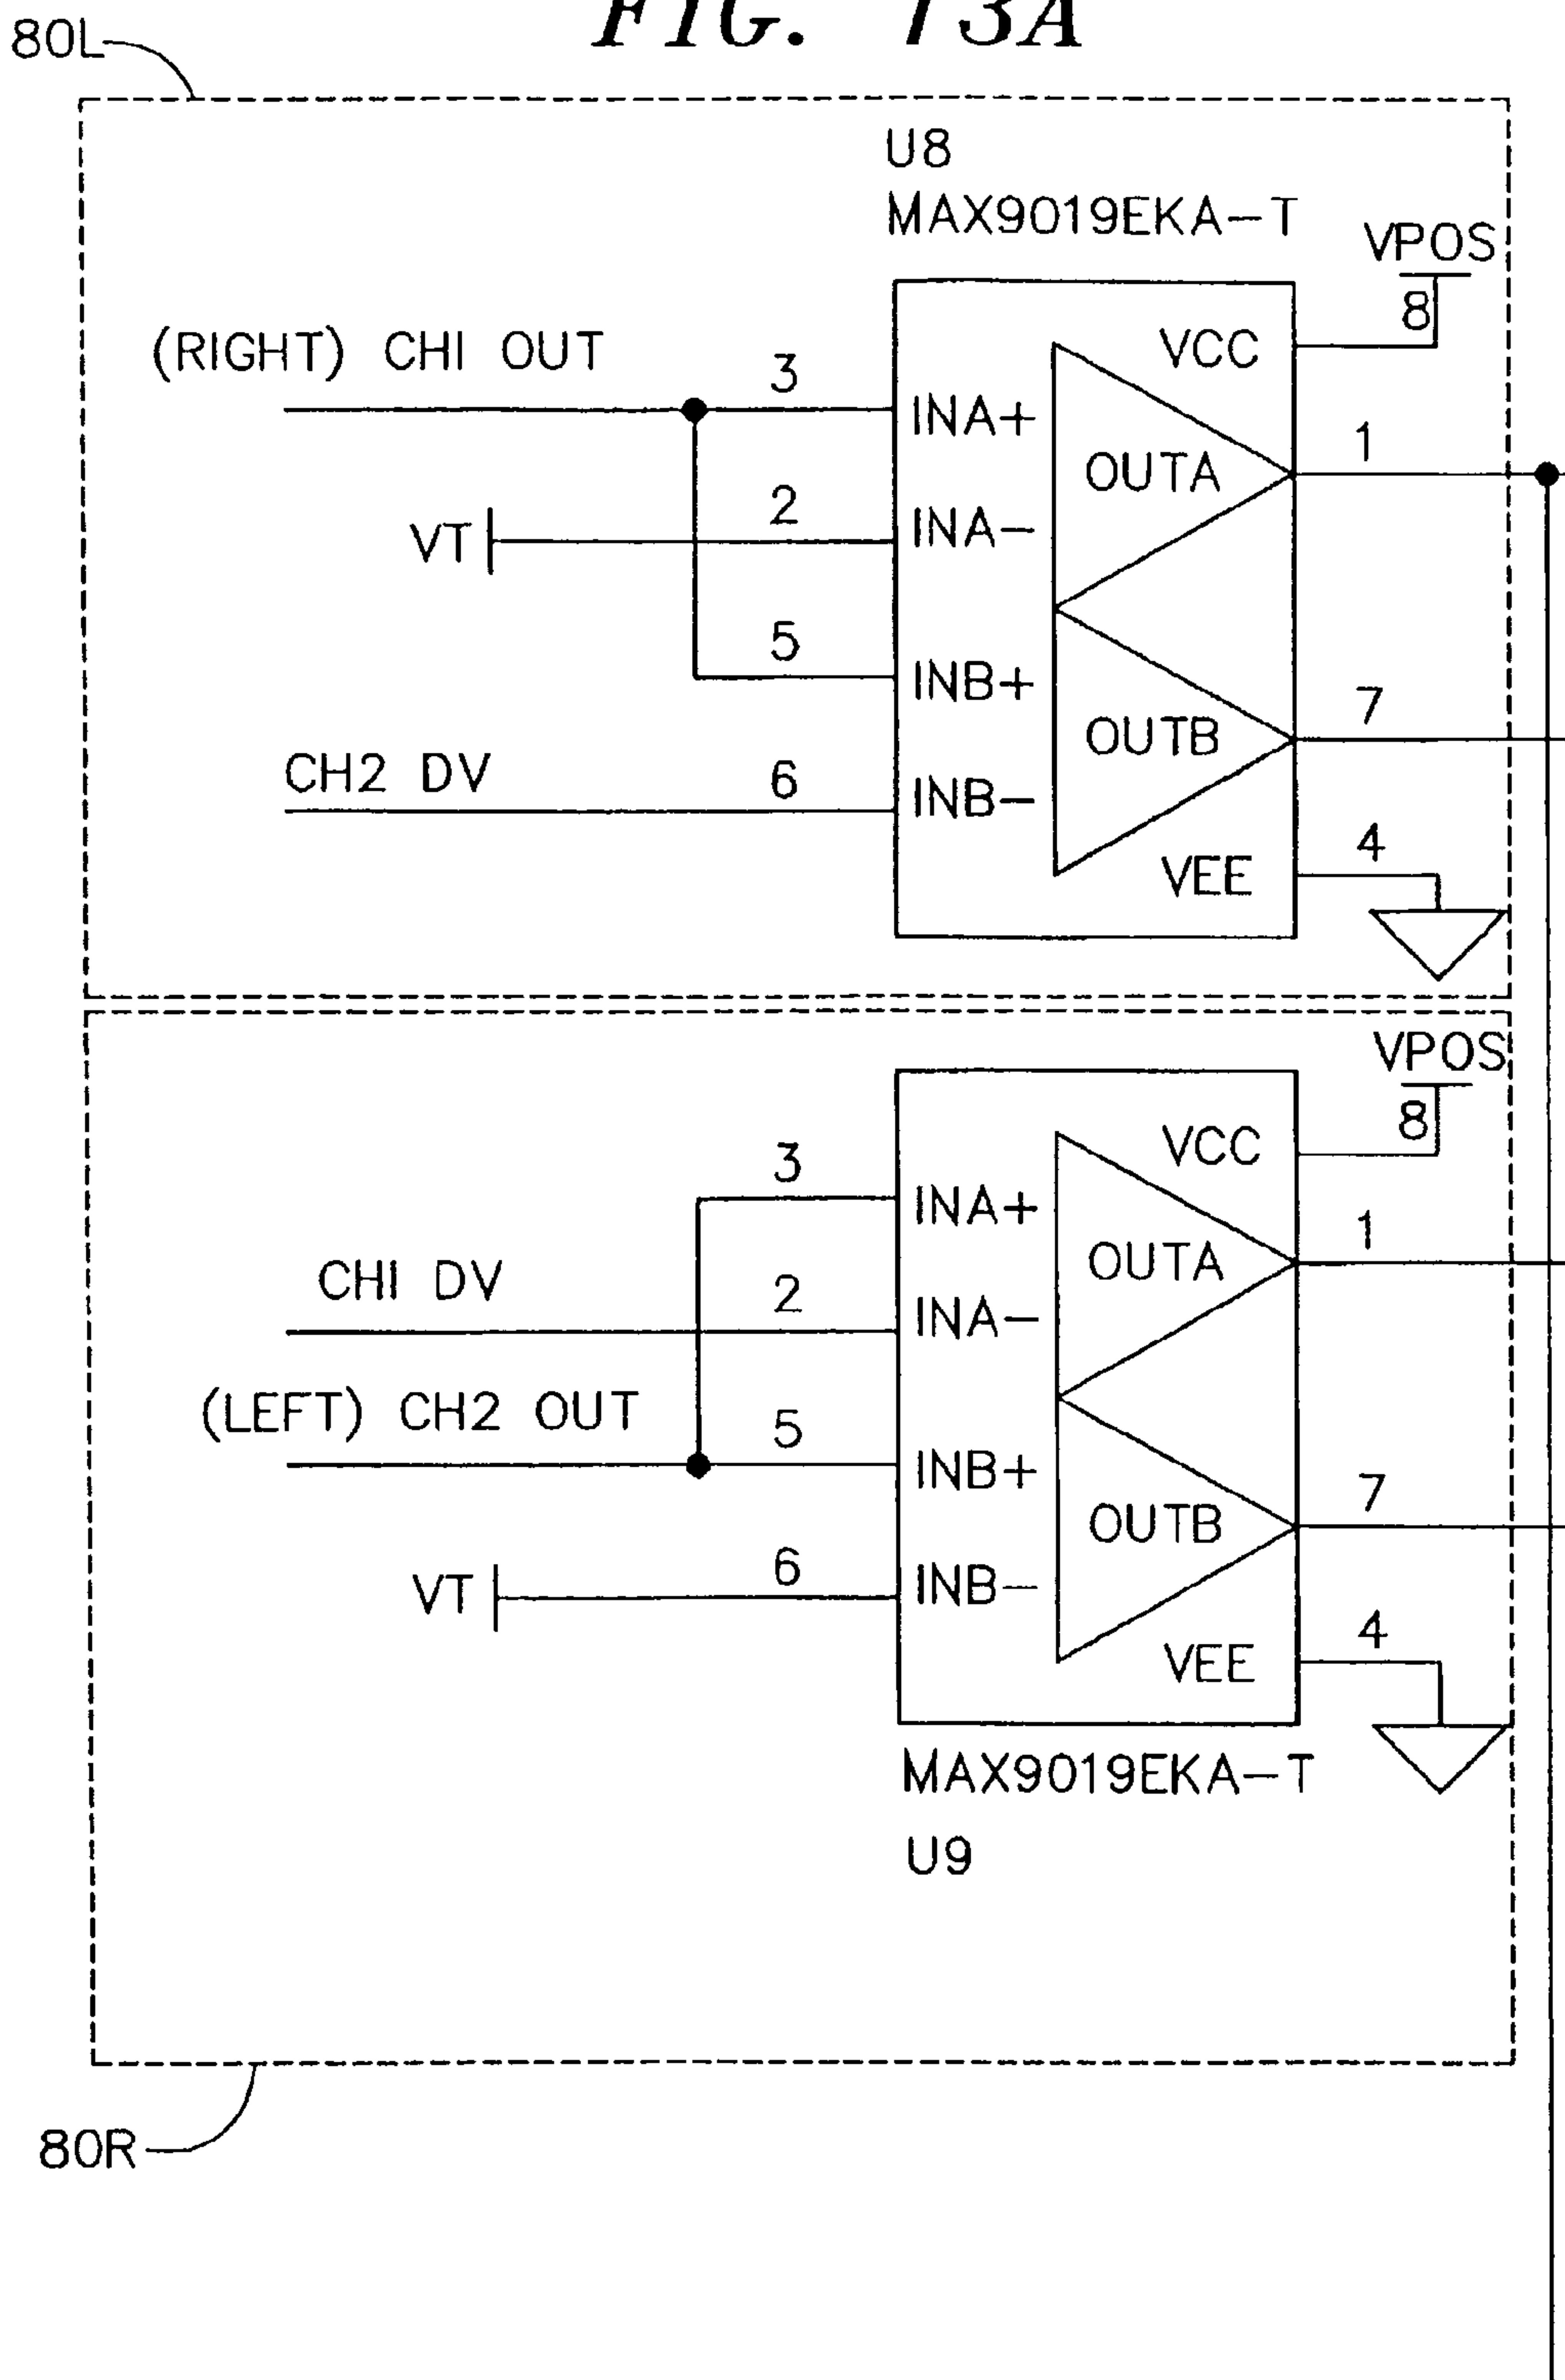 FIG. 13A
80L
U8
MAX9019EKA-T
VPOS
8
(RIGHT) CHI OUT
3
INA+
VCC
OUTA
1
VT
2
INA-
5
INB+
OUTB
7
CH2 DV
6
INB-
VEE
4
VPOS
8
3
INA+
VCC
OUTA
1
CHI DV
2
INA-
(LEFT) CH2 OUT
5
INB+
OUTB
7
VT
6
INB-
VEE
4
MAX9019EKA-T
U9
80R